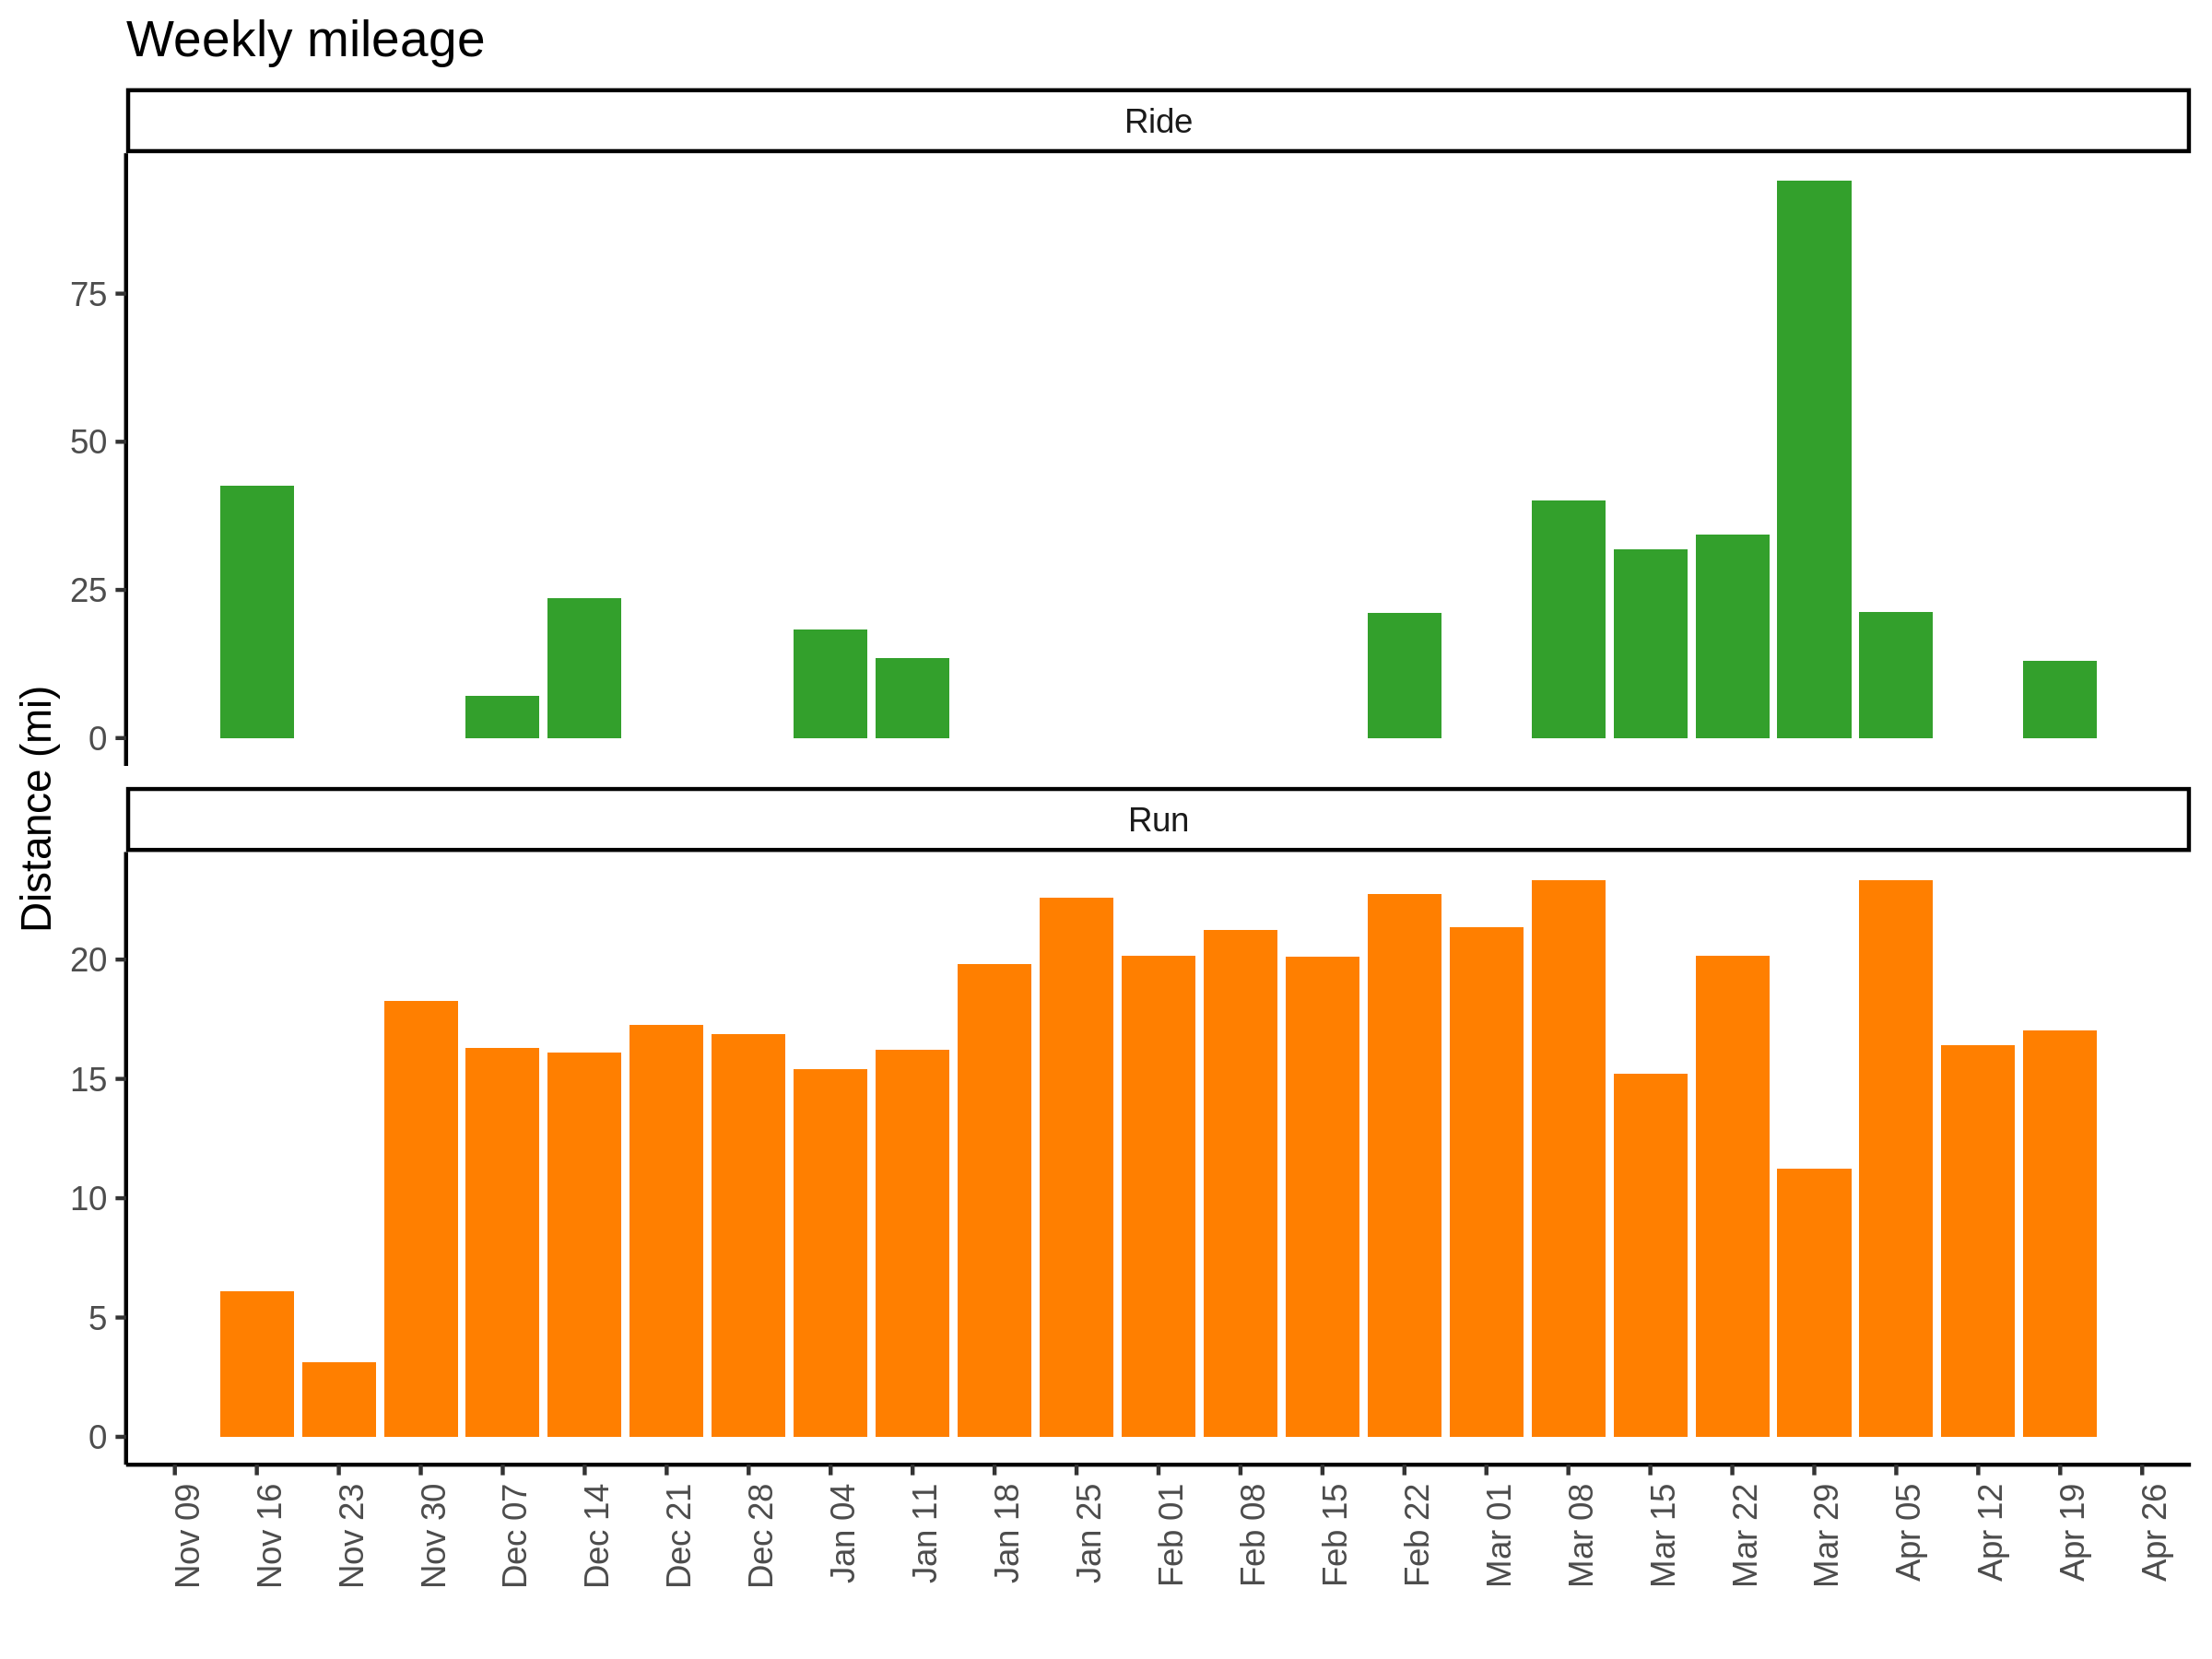 Weekly mileage
Ride
75
50
25
0
Distance (mi)
Run
20
15
10
5
0
Nov 09
Nov 16
Nov 23
Nov 30
Dec 07
Dec 14
Dec 21
Dec 28
Jan 04
Jan 11
Jan 18
Jan 25
Feb 01
Feb 08
Feb 15
Feb 22
Mar 01
Mar 08
Mar 15
Mar 22
Mar 29
Apr 05
Apr 12
Apr 19
Apr 26